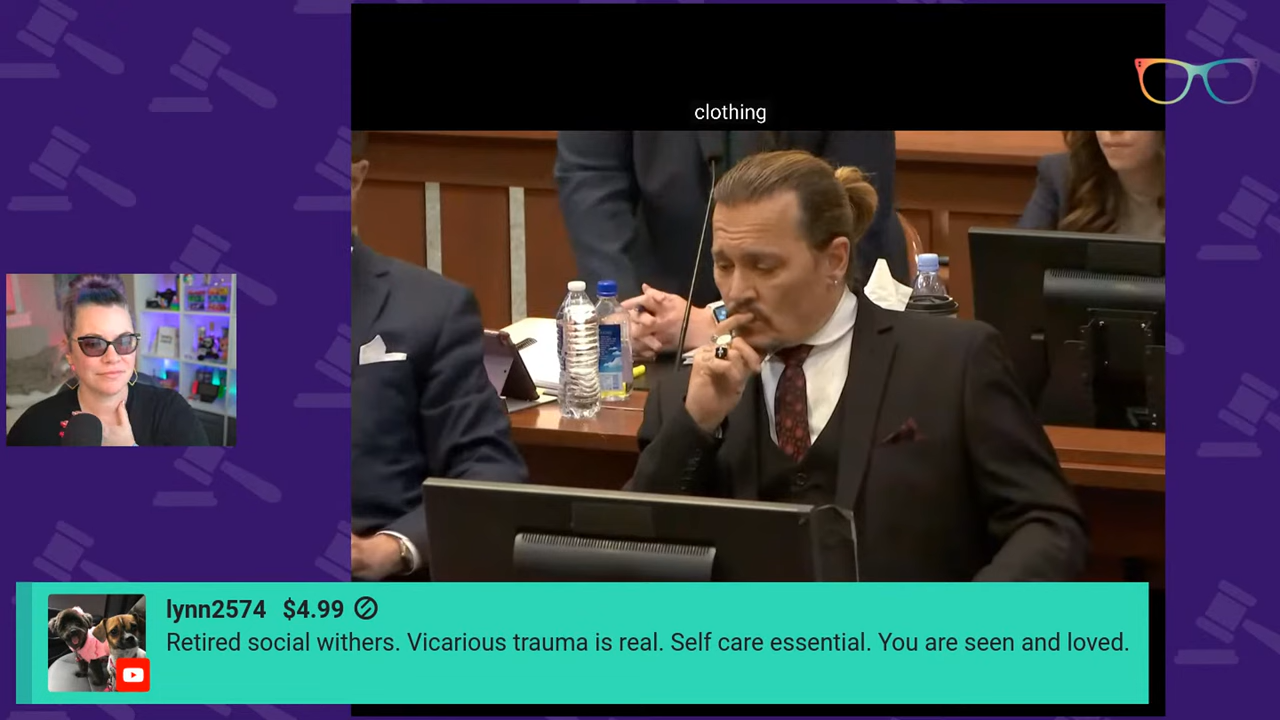 clothing
lynn2574 $4.99
Retired social withers. Vicarious trauma is real. Self care essential. You are seen and loved.